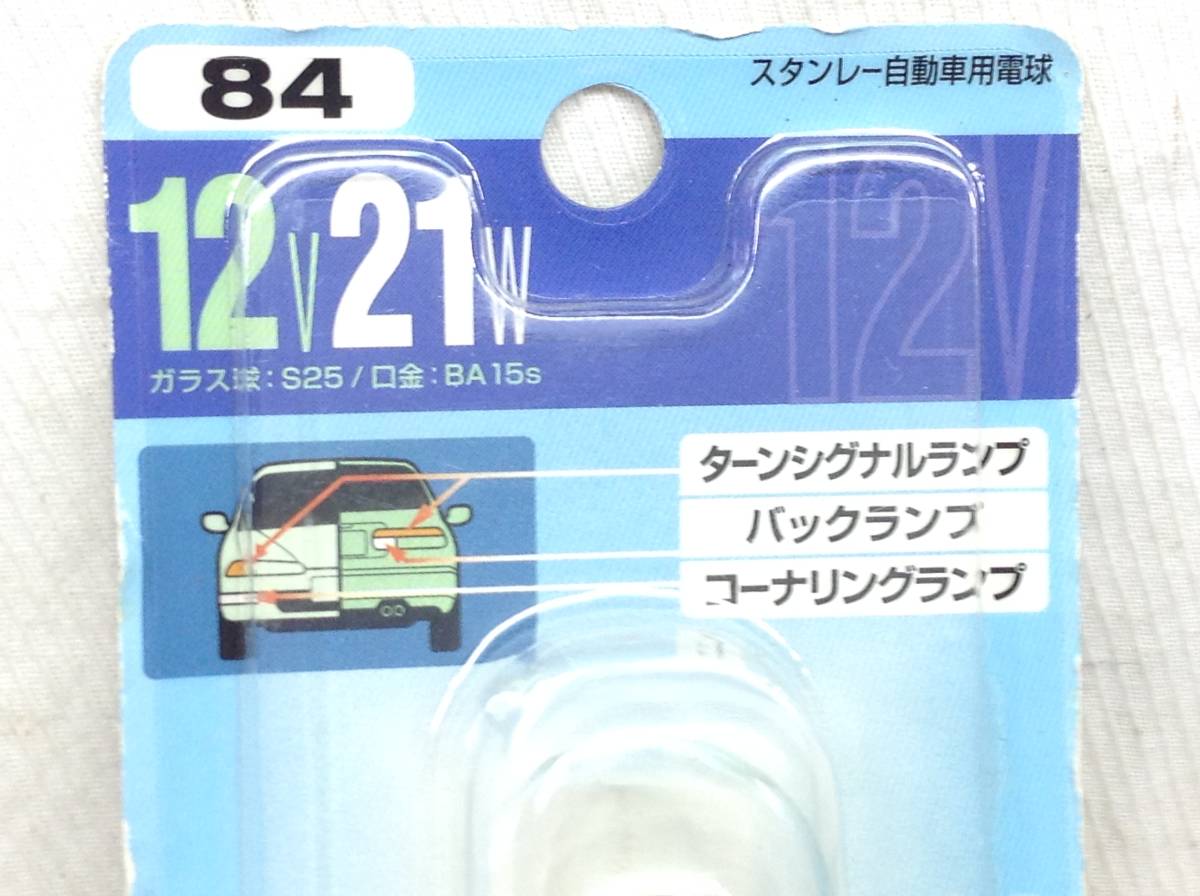 84
スタンレー自動車用電球
12V21W
12V
ガラス球：S25 / 口金：BA15s
ターンシグナルランプ
バックランプ
コーナリングランプ